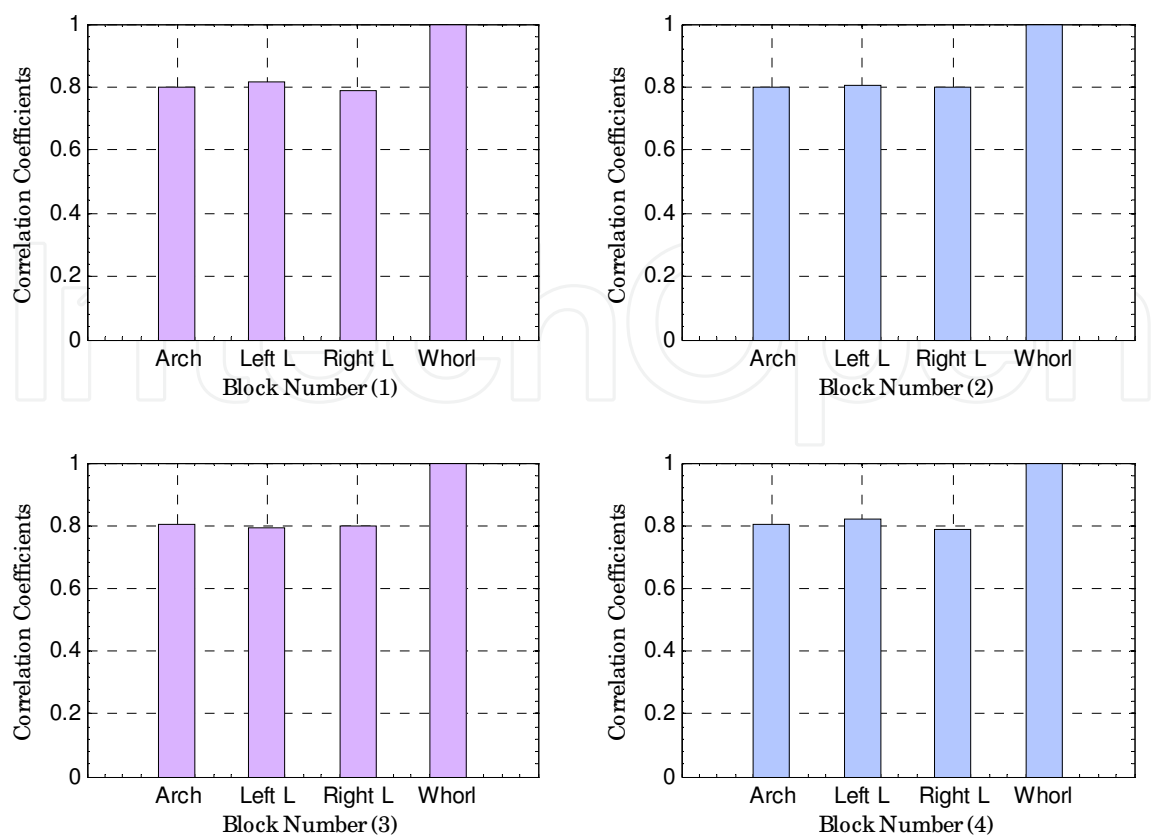 1
0.8
0.6
0.4
0.2
0
Correlation Coefficients
Arch Left L Right L Whorl
Block Number (1)
1
0.8
0.6
0.4
0.2
0
Correlation Coefficients
Arch Left L Right L Whorl
Block Number (2)
1
0.8
0.6
0.4
0.2
0
Correlation Coefficients
Arch Left L Right L Whorl
Block Number (3)
1
0.8
0.6
0.4
0.2
0
Correlation Coefficients
Arch Left L Right L Whorl
Block Number (4)
IntechOpen